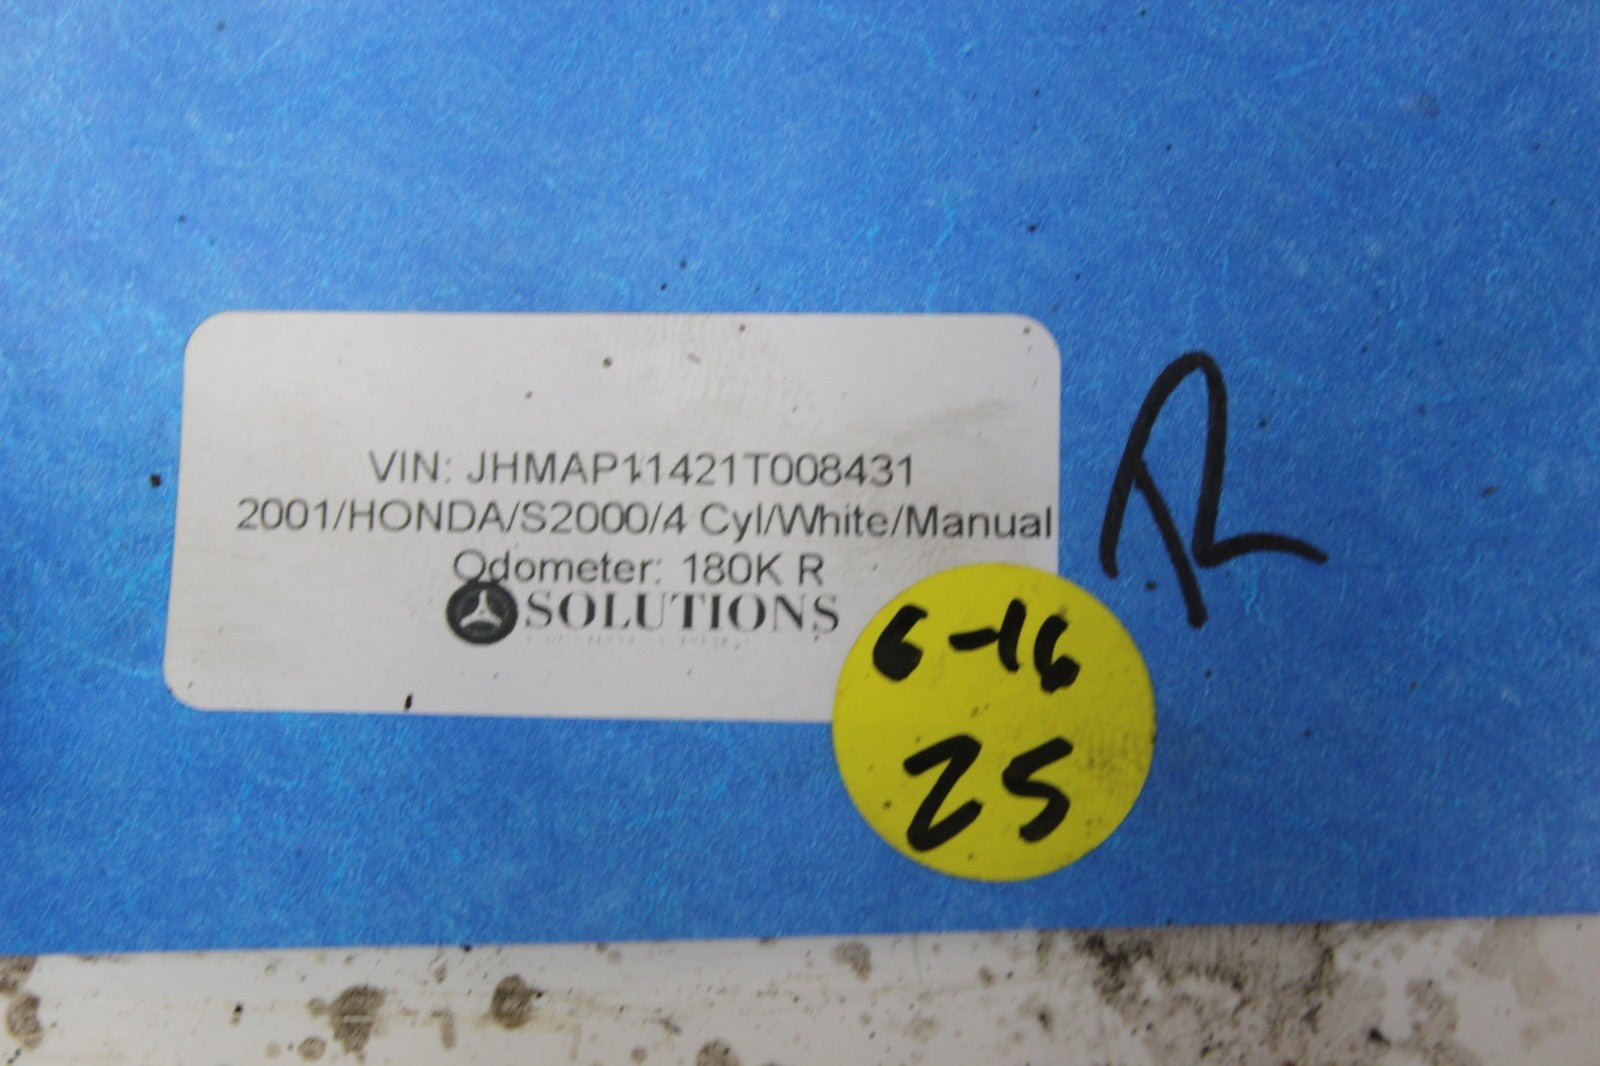 VIN: JHMAP11421T008431
2001/HONDA/S2000/4 Cyl/White/Manual
Odometer: 180K R
SOLUTIONS
R
6-16
25